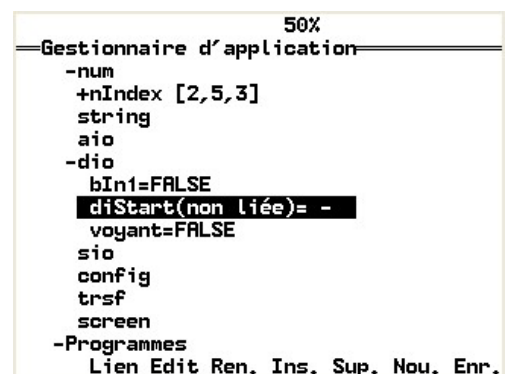 50%
Gestionnaire d'application
-num
+nIndex [2,5,3]
string
aio
-dio
bIn1=FALSE
diStart(non liée)= -
voyant=FALSE
sio
config
trsf
screen
-Programmes
Lien Edit Ren. Ins. Sup. Nou. Enr.